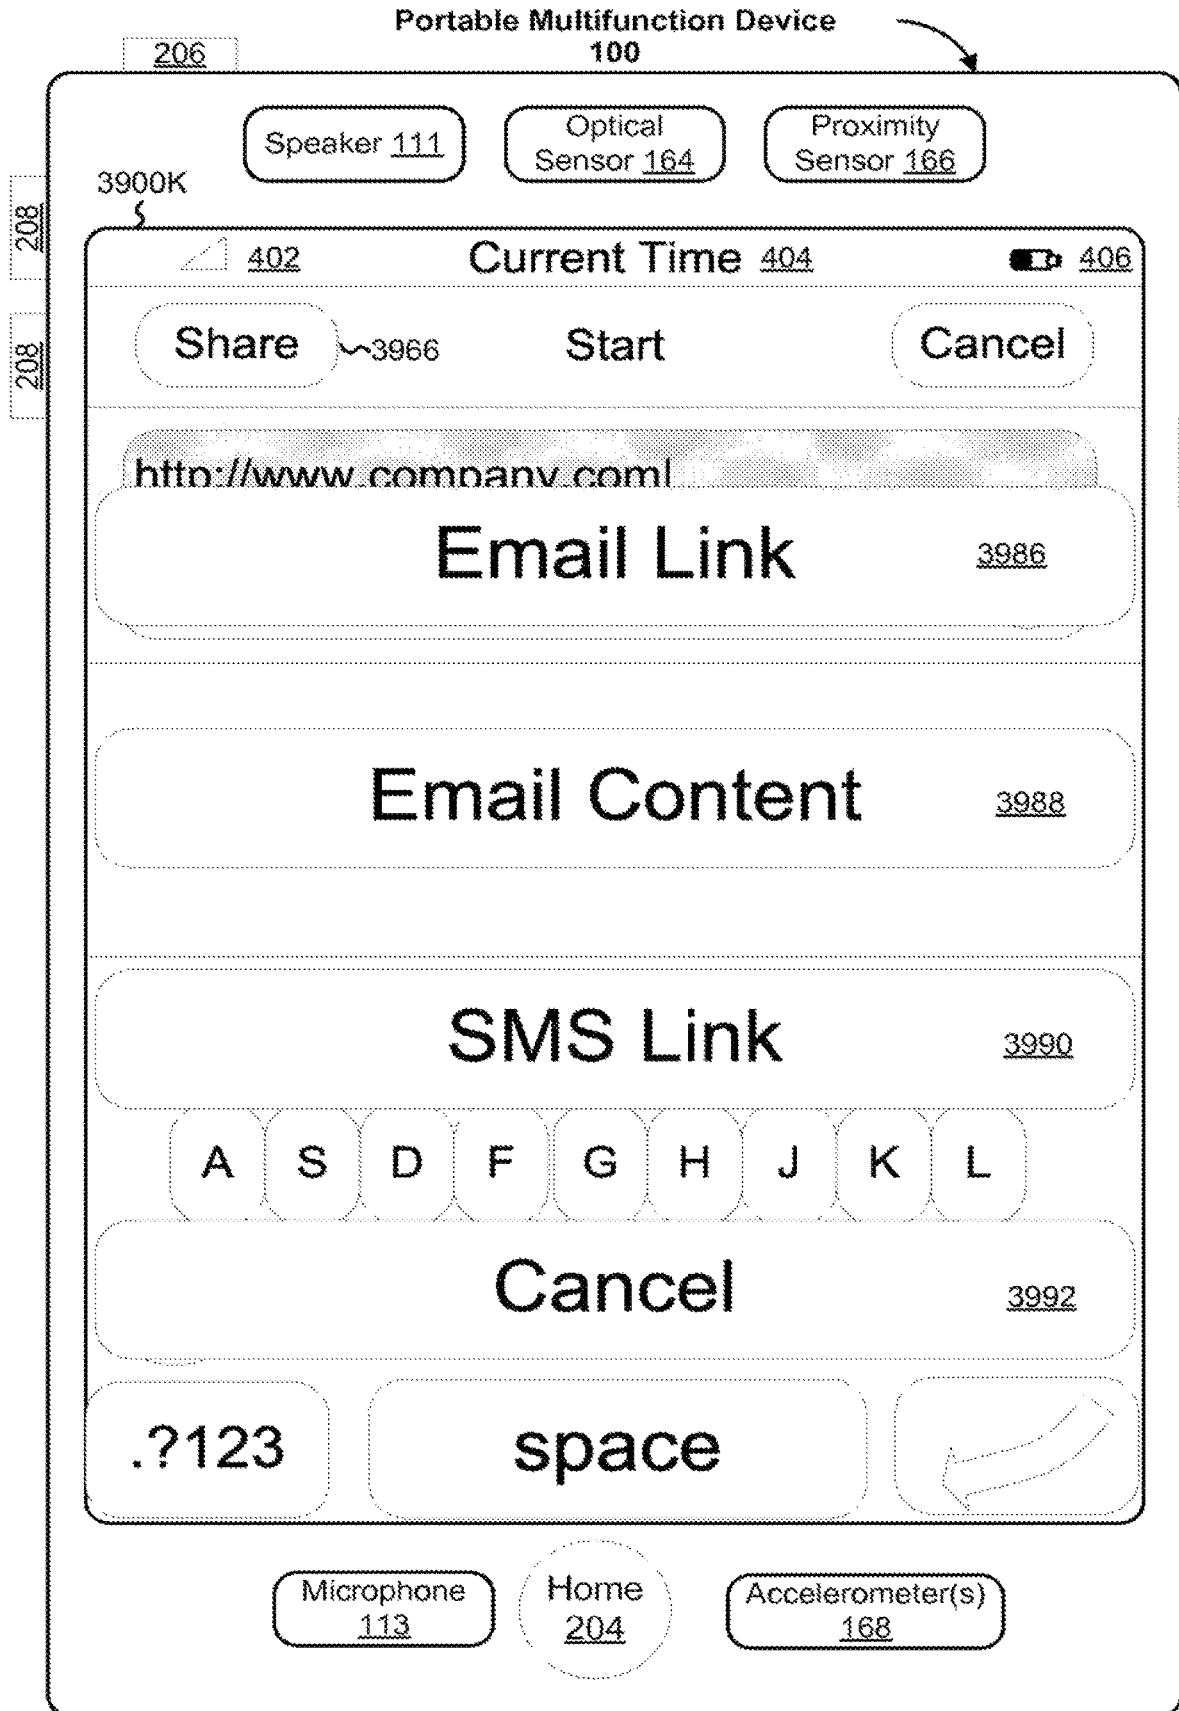 Portable Multifunction Device
100
206
Speaker 111
Optical
Sensor 164
Proximity
Sensor 166
3900K
208
402
Current Time 404
406
208
Share
3966
Start
Cancel
http://www.company.com|
Email Link 3986
Email Content 3988
SMS Link 3990
A S D F G H J K L
Cancel 3992
.?123
space
Microphone
113
Home
204
Accelerometer(s)
168